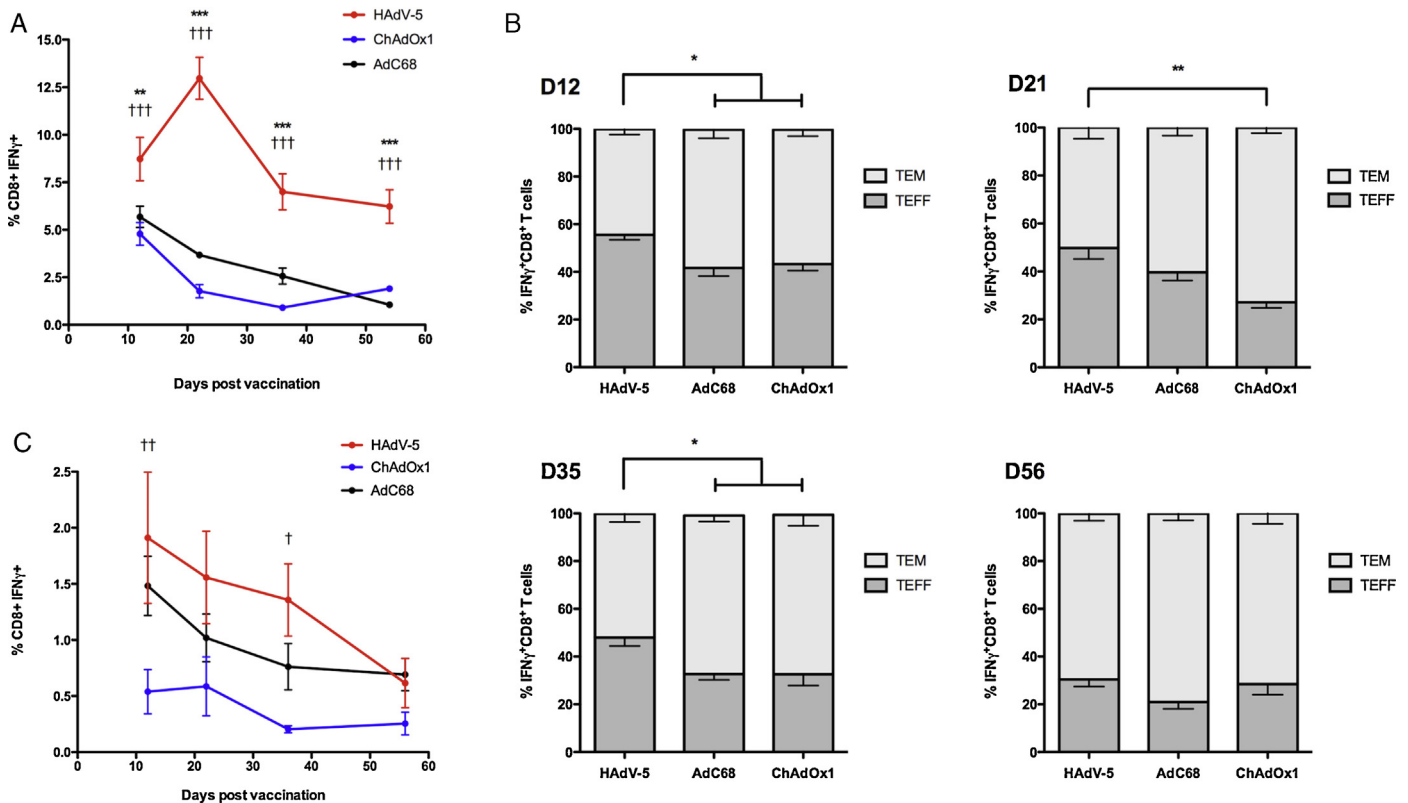 A
HAdV-5
ChAdOx1
AdC68
***
†††
**
†††
***
†††
***
†††
% CD8+ IFNγ+
15.0
12.5
10.0
7.5
5.0
2.5
0.0
0 10 20 30 40 50 60
Days post vaccination
B
D12
*
% IFNγ⁺CD8⁺ T cells
100
80
60
40
20
0
HAdV-5 AdC68 ChAdOx1
TEM
TEFF
D21
**
% IFNγ⁺CD8⁺ T cells
100
80
60
40
20
0
HAdV-5 AdC68 ChAdOx1
TEM
TEFF
C
HAdV-5
ChAdOx1
AdC68
††
†
% CD8+ IFNγ+
2.5
2.0
1.5
1.0
0.5
0.0
0 10 20 30 40 50 60
Days post vaccination
D35
*
% IFNγ⁺CD8⁺ T cells
100
80
60
40
20
0
HAdV-5 AdC68 ChAdOx1
TEM
TEFF
D56
% IFNγ⁺CD8⁺ T cells
100
80
60
40
20
0
HAdV-5 AdC68 ChAdOx1
TEM
TEFF